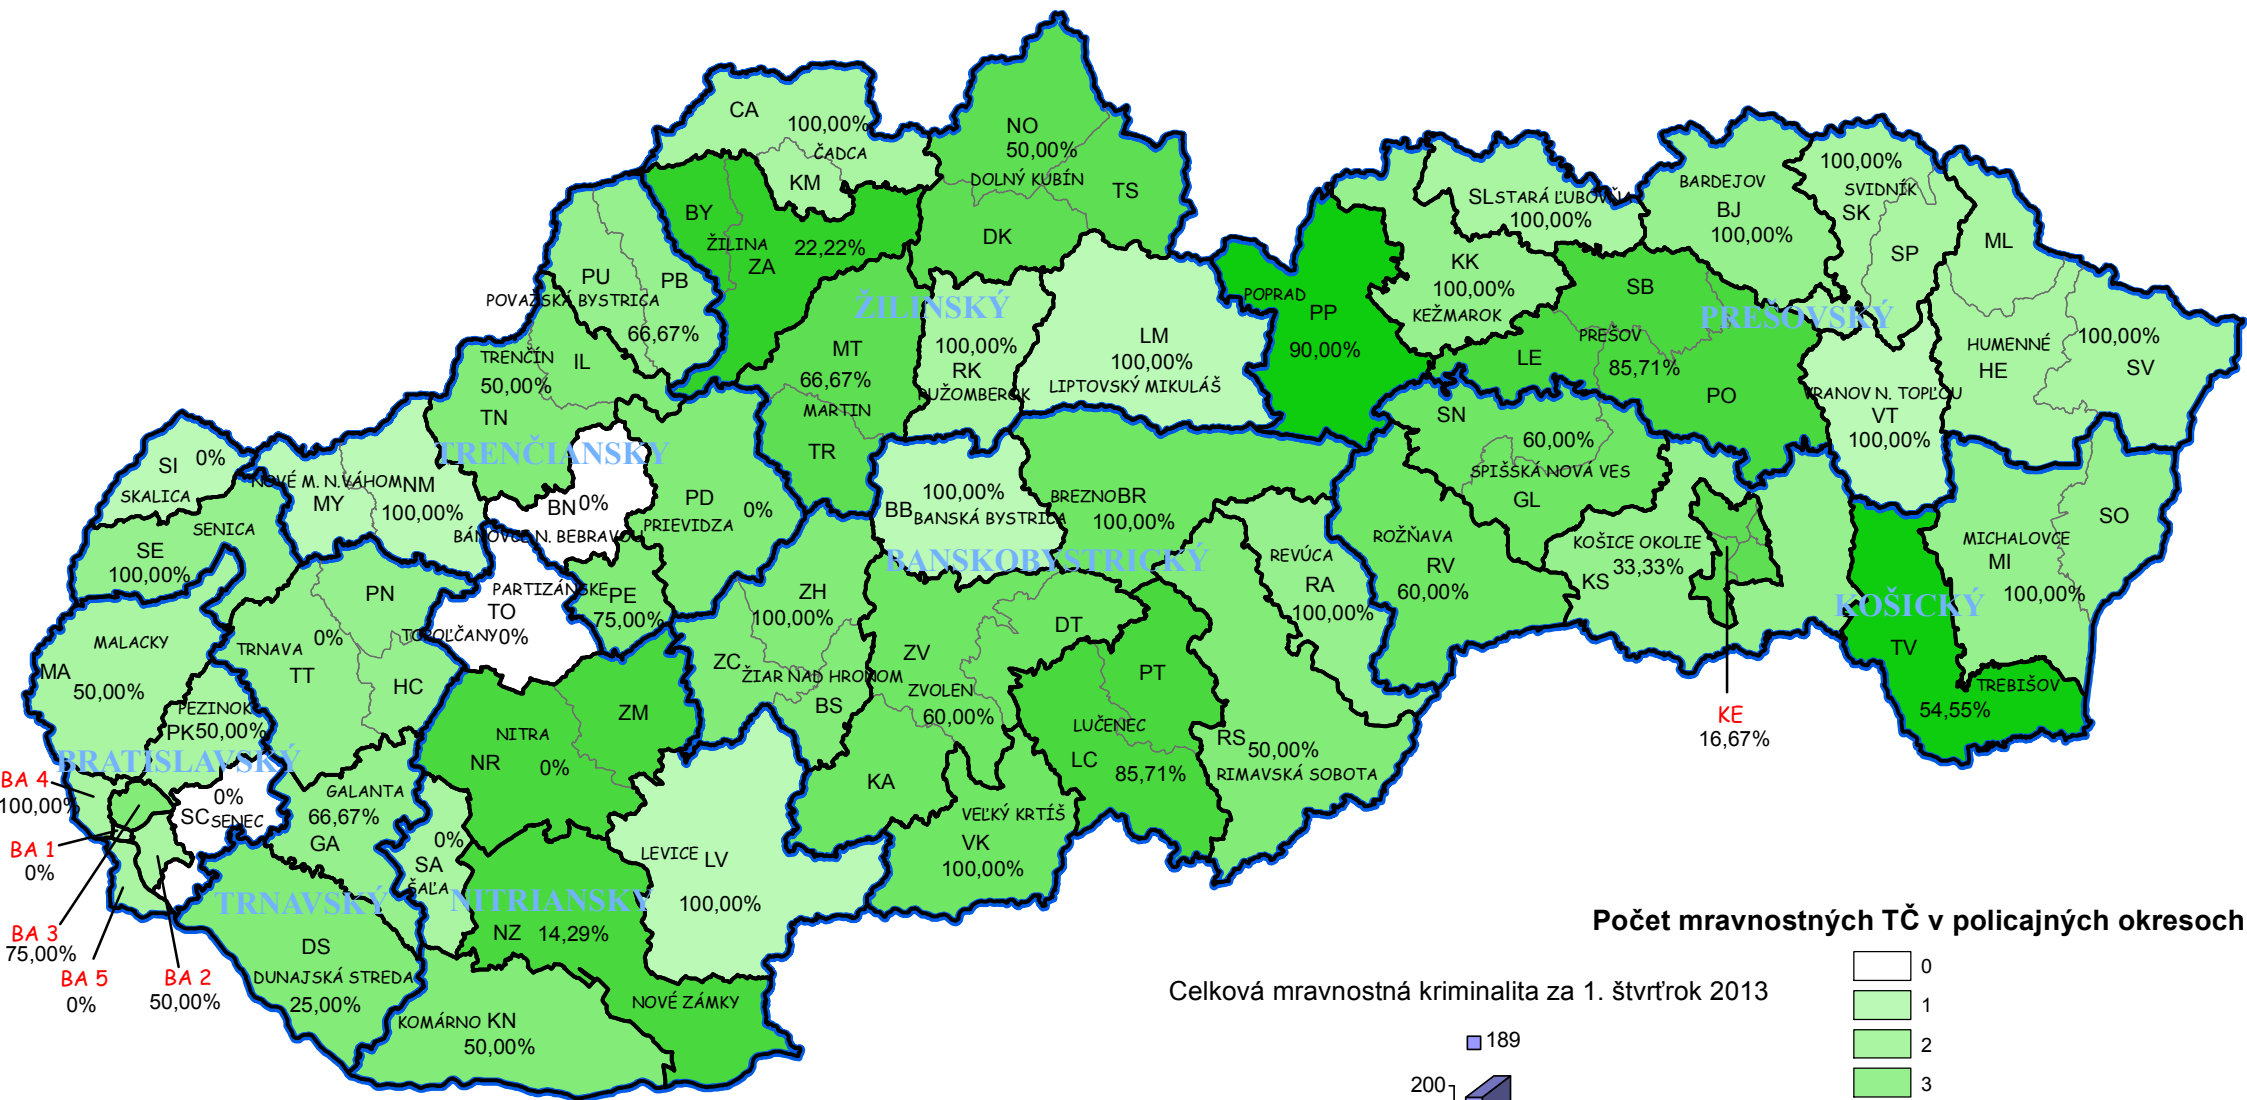 CA
100,00%
ČADCA
KM
NO
50,00%
DOLNÝ KUBÍN
TS
DK
BY
ŽILINA
ZA
22,22%
PU
PB
POVAŽSKÁ BYSTRICA
66,67%
ŽILINSKÝ
MT
66,67%
MARTIN
TR
100,00%
RK
RUŽOMBEROK
LM
100,00%
LIPTOVSKÝ MIKULÁŠ
POPRAD
PP
90,00%
SL STARÁ ĽUBOVŇA
100,00%
KK
100,00%
KEŽMAROK
BARDEJOV
BJ
100,00%
100,00%
SVIDNÍK
SK
SP
ML
SB
PREŠOVSKÝ
PREŠOV
LE
85,71%
PO
HUMENNÉ
HE
100,00%
SV
VRANOV N. TOPĽOU
VT
100,00%
TRENČÍN
50,00%
IL
TN
TRENČIANSKY
SI 0%
SKALICA
NOVÉ M. N.VÁHOM NM
MY
100,00%
BN 0%
BÁNOVCE N. BEBRAVOU
PD
0%
PRIEVIDZA
SENICA
SE
100,00%
100,00%
BB
BANSKÁ BYSTRICA
BREZNO BR
100,00%
BANSKOBYSTRICKÝ
SN
60,00%
SPIŠSKÁ NOVÁ VES
GL
ROŽŇAVA
RV
60,00%
REVÚCA
RA
100,00%
KOŠICE OKOLIE
33,33%
KS
KOŠICKÝ
MICHALOVCE
MI
100,00%
SO
TV
TREBIŠOV
54,55%
KE
16,67%
PN
TRNAVA
0%
TT
HC
PARTIZÁNSKE PE
75,00%
TO
TOPOĽČANY 0%
ZH
100,00%
ZC
ŽIAR NAD HRONOM
BS
ZV
ZVOLEN
60,00%
DT
KA
PT
LUČENEC
LC
85,71%
RS
50,00%
RIMAVSKÁ SOBOTA
VEĽKÝ KRTÍŠ
VK
100,00%
MALACKY
MA
50,00%
PEZINOK
PK 50,00%
BRATISLAVSKÝ
0%
SC SENEC
BA 4
100,00%
BA 1
0%
BA 3
75,00%
BA 5
0%
BA 2
50,00%
GALANTA
66,67%
GA
TRNAVSKÝ
DS
DUNAJSKÁ STREDA
25,00%
NITRA
NR
0%
ZM
0%
SA
ŠAĽA
NITRIANSKY
NZ
14,29%
NOVÉ ZÁMKY
LEVICE LV
100,00%
KOMÁRNO KN
50,00%
Počet mravnostných TČ v policajných okresoch
0
1
2
3
Celková mravnostná kriminalita za 1. štvrťrok 2013
189
200